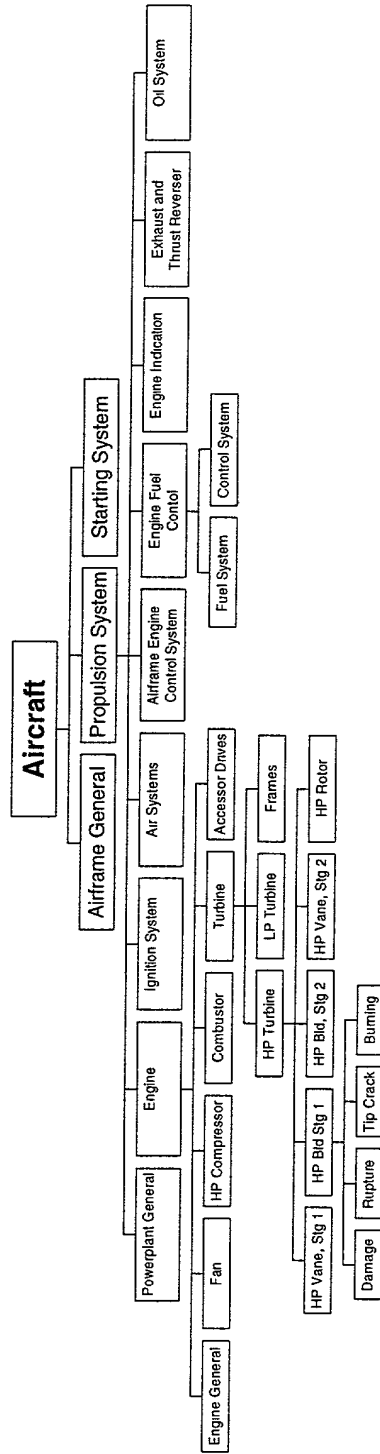 Aircraft
Airframe General
Propulsion System
Starting System
Powerplant General
Engine
Ignition System
Air Systems
Airframe Engine
Control System
Engine Fuel
Contol
Engine Indication
Exhaust and
Thrust Reverser
Oil System
Engine General
Fan
HP Compressor
Combustor
Turbine
Accessor Drives
Fuel System
Control System
HP Turbine
LP Turbine
Frames
HP Vane, Stg 1
HP Bld Stg 1
HP Bld, Stg 2
HP Vane, Stg 2
HP Rotor
Damage
Rupture
Tip Crack
Burning